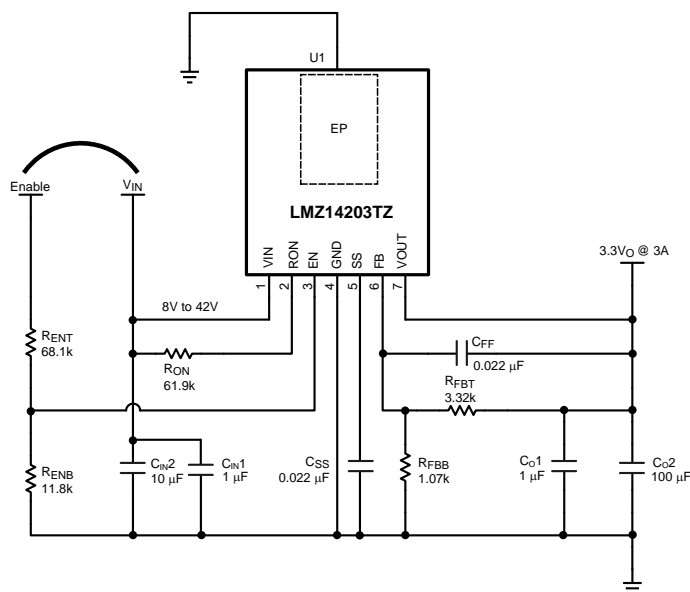 U1
EP
Enable
VIN
LMZ14203TZ
VIN
RON
EN
GND
SS
FB
VOUT
1
2
3
4
5
6
7
3.3VO @ 3A
8V to 42V
RENT
68.1k
RON
61.9k
CFF
0.022 μF
RFBT
3.32k
RENB
11.8k
CIN2
10 μF
CIN1
1 μF
CSS
0.022 μF
RFBB
1.07k
CO1
1 μF
CO2
100 μF